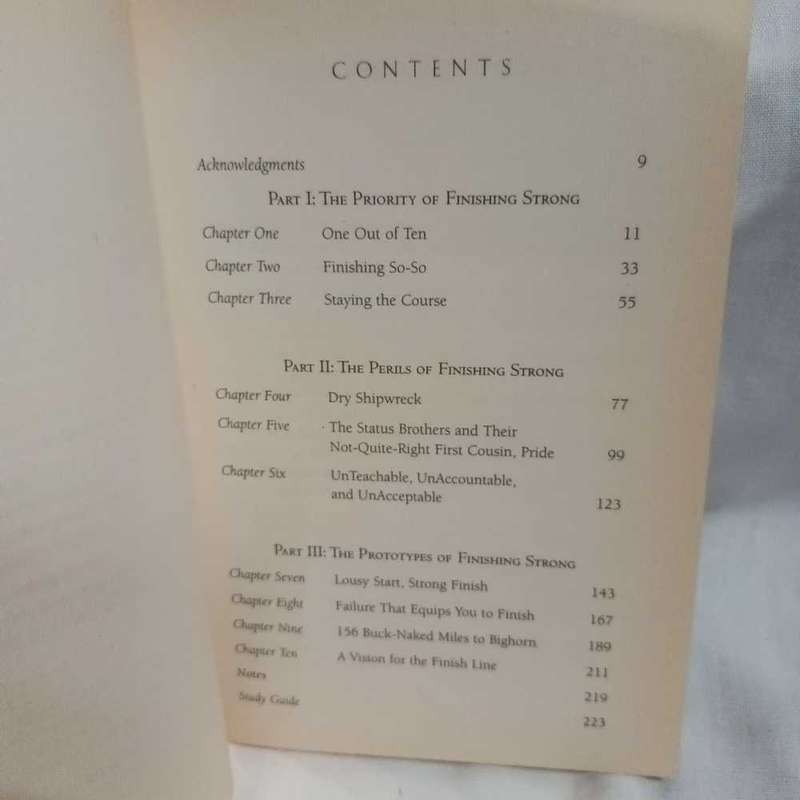 CONTENTS
Acknowledgments 9
PART I: THE PRIORITY OF FINISHING STRONG
Chapter One One Out of Ten 11
Chapter Two Finishing So-So 33
Chapter Three Staying the Course 55
PART II: THE PERILS OF FINISHING STRONG
Chapter Four Dry Shipwreck 77
Chapter Five The Status Brothers and Their
Not-Quite-Right First Cousin, Pride 99
Chapter Six UnTeachable, UnAccountable,
and UnAcceptable 123
PART III: THE PROTOTYPES OF FINISHING STRONG
Chapter Seven Lousy Start, Strong Finish 143
Chapter Eight Failure That Equips You to Finish 167
Chapter Nine 156 Buck-Naked Miles to Bighorn 189
Chapter Ten A Vision for the Finish Line 211
Notes 219
Study Guide 223